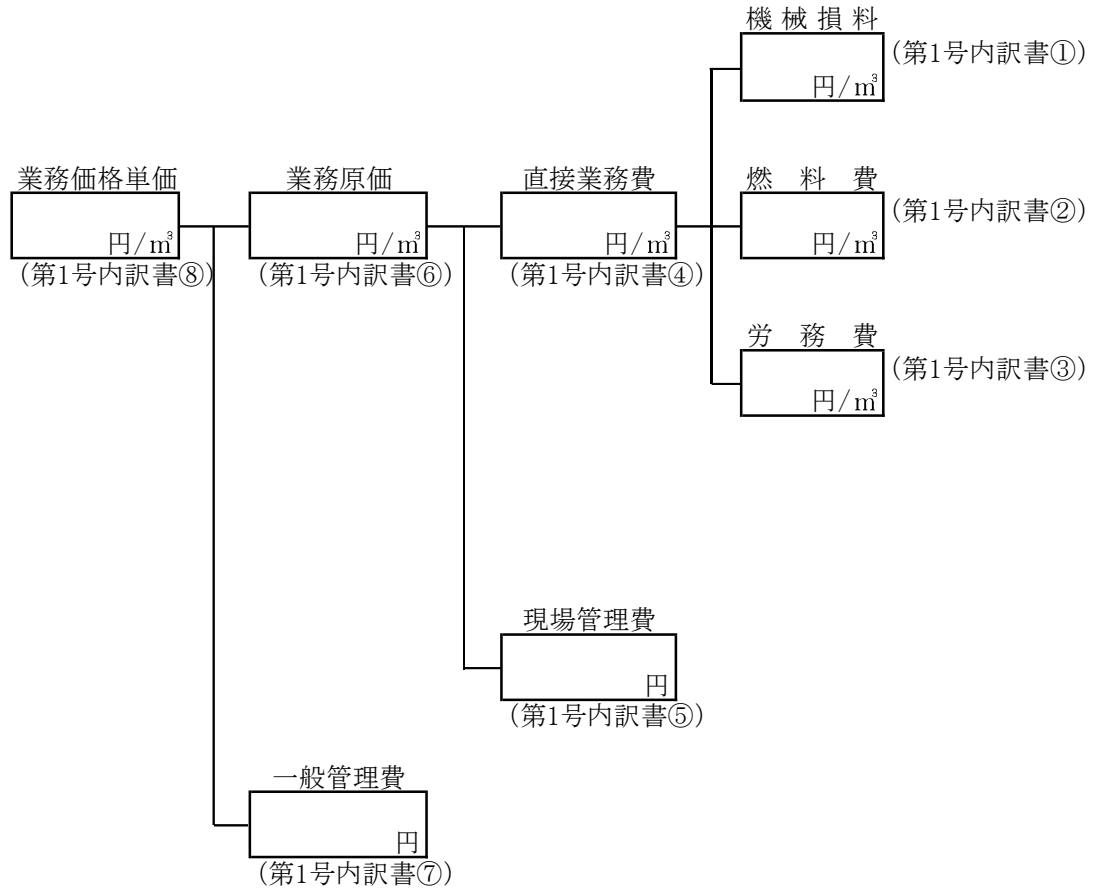 機械損料
円/㎥
(第1号内訳書①)
業務価格単価
円/㎥
(第1号内訳書⑧)
業務原価
円/㎥
(第1号内訳書⑥)
直接業務費
円/㎥
(第1号内訳書④)
燃料費
円/㎥
(第1号内訳書②)
労務費
円/㎥
(第1号内訳書③)
現場管理費
円
(第1号内訳書⑤)
一般管理費
円
(第1号内訳書⑦)